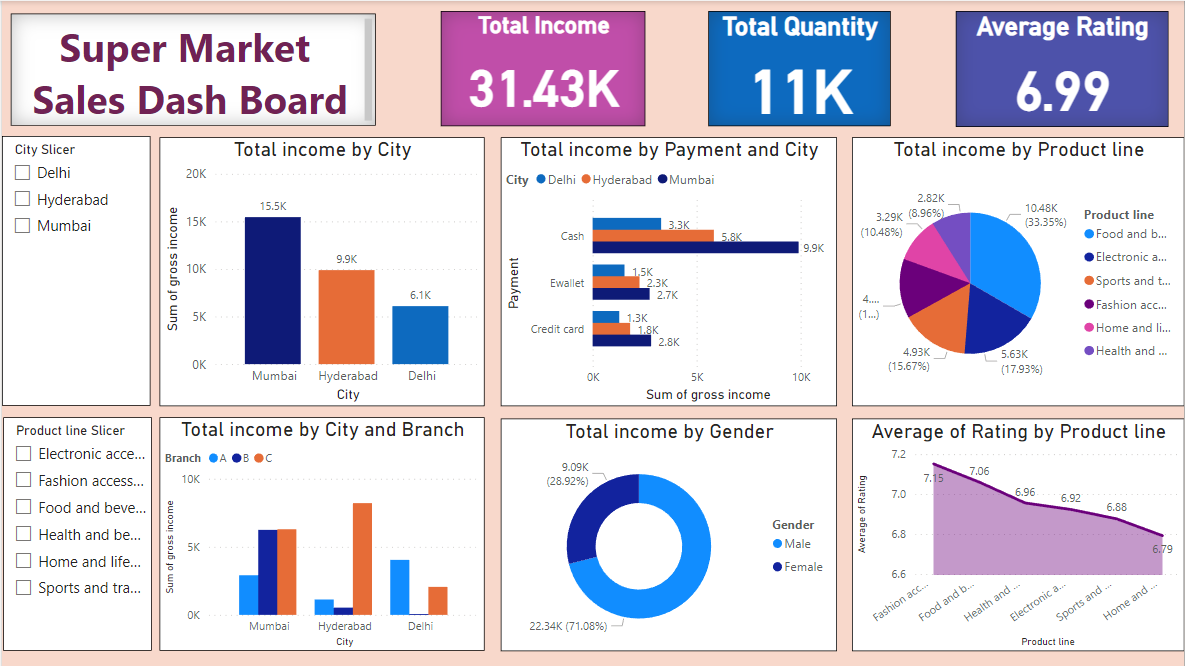 Super Market
Sales Dash Board
Total Income
31.43K
Total Quantity
11K
Average Rating
6.99
City Slicer
Delhi
Hyderabad
Mumbai
Total income by City
Sum of gross income
20K
15K
10K
5K
0K
15.5K
9.9K
6.1K
Mumbai
Hyderabad
Delhi
City
Total income by Payment and City
City
Delhi
Hyderabad
Mumbai
Payment
Cash
3.3K
5.8K
9.9K
Ewallet
1.5K
2.3K
2.7K
Credit card
1.3K
1.8K
2.8K
0K
5K
10K
Sum of gross income
Total income by Product line
2.82K
(8.96%)
3.29K
(10.48%)
4....
(1...)
4.93K
(15.67%)
5.63K
(17.93%)
10.48K
(33.35%)
Product line
Food and b...
Electronic a...
Sports and t...
Fashion acc...
Home and li...
Health and ...
Product line Slicer
Electronic acce...
Fashion access...
Food and beve...
Health and be...
Home and life...
Sports and tra...
Total income by City and Branch
Branch
A
B
C
Sum of gross income
10K
5K
0K
Mumbai
Hyderabad
Delhi
City
Total income by Gender
9.09K
(28.92%)
22.34K (71.08%)
Gender
Male
Female
Average of Rating by Product line
Average of Rating
7.2
7.0
6.8
6.6
7.15
7.06
6.96
6.92
6.88
6.79
Fashion acc...
Food and b...
Health and ...
Electronic a...
Sports and ...
Home and ...
Product line